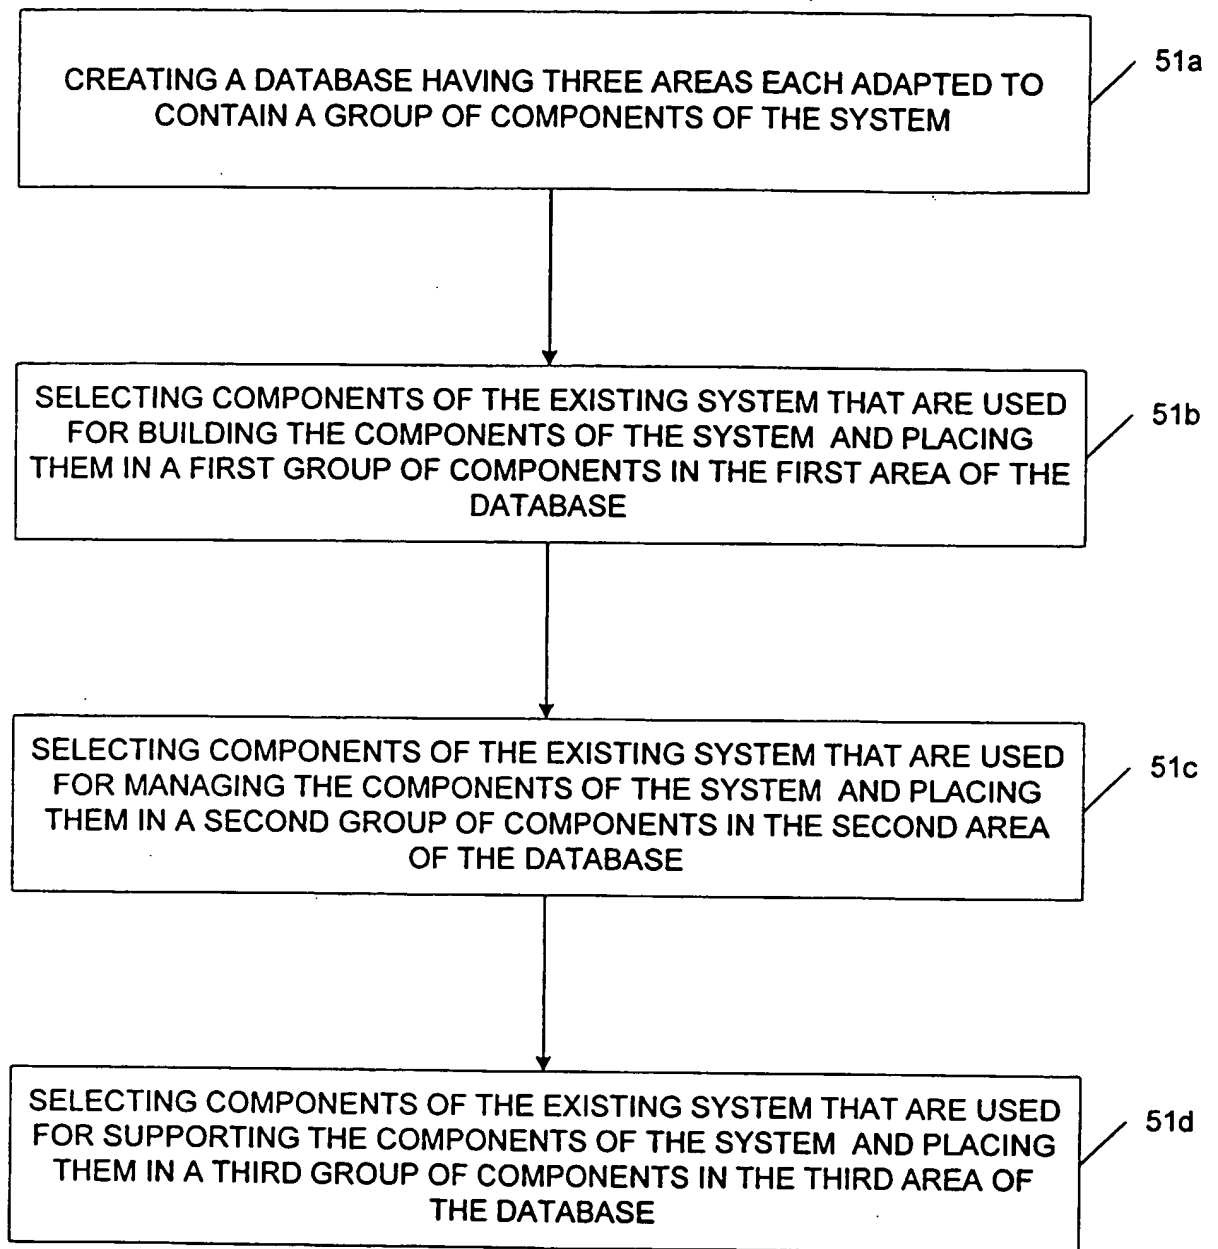 CREATING A DATABASE HAVING THREE AREAS EACH ADAPTED TO
CONTAIN A GROUP OF COMPONENTS OF THE SYSTEM
51a
SELECTING COMPONENTS OF THE EXISTING SYSTEM THAT ARE USED
FOR BUILDING THE COMPONENTS OF THE SYSTEM AND PLACING
THEM IN A FIRST GROUP OF COMPONENTS IN THE FIRST AREA OF THE
DATABASE
51b
SELECTING COMPONENTS OF THE EXISTING SYSTEM THAT ARE USED
FOR MANAGING THE COMPONENTS OF THE SYSTEM AND PLACING
THEM IN A SECOND GROUP OF COMPONENTS IN THE SECOND AREA
OF THE DATABASE
51c
SELECTING COMPONENTS OF THE EXISTING SYSTEM THAT ARE USED
FOR SUPPORTING THE COMPONENTS OF THE SYSTEM AND PLACING
THEM IN A THIRD GROUP OF COMPONENTS IN THE THIRD AREA OF
THE DATABASE
51d